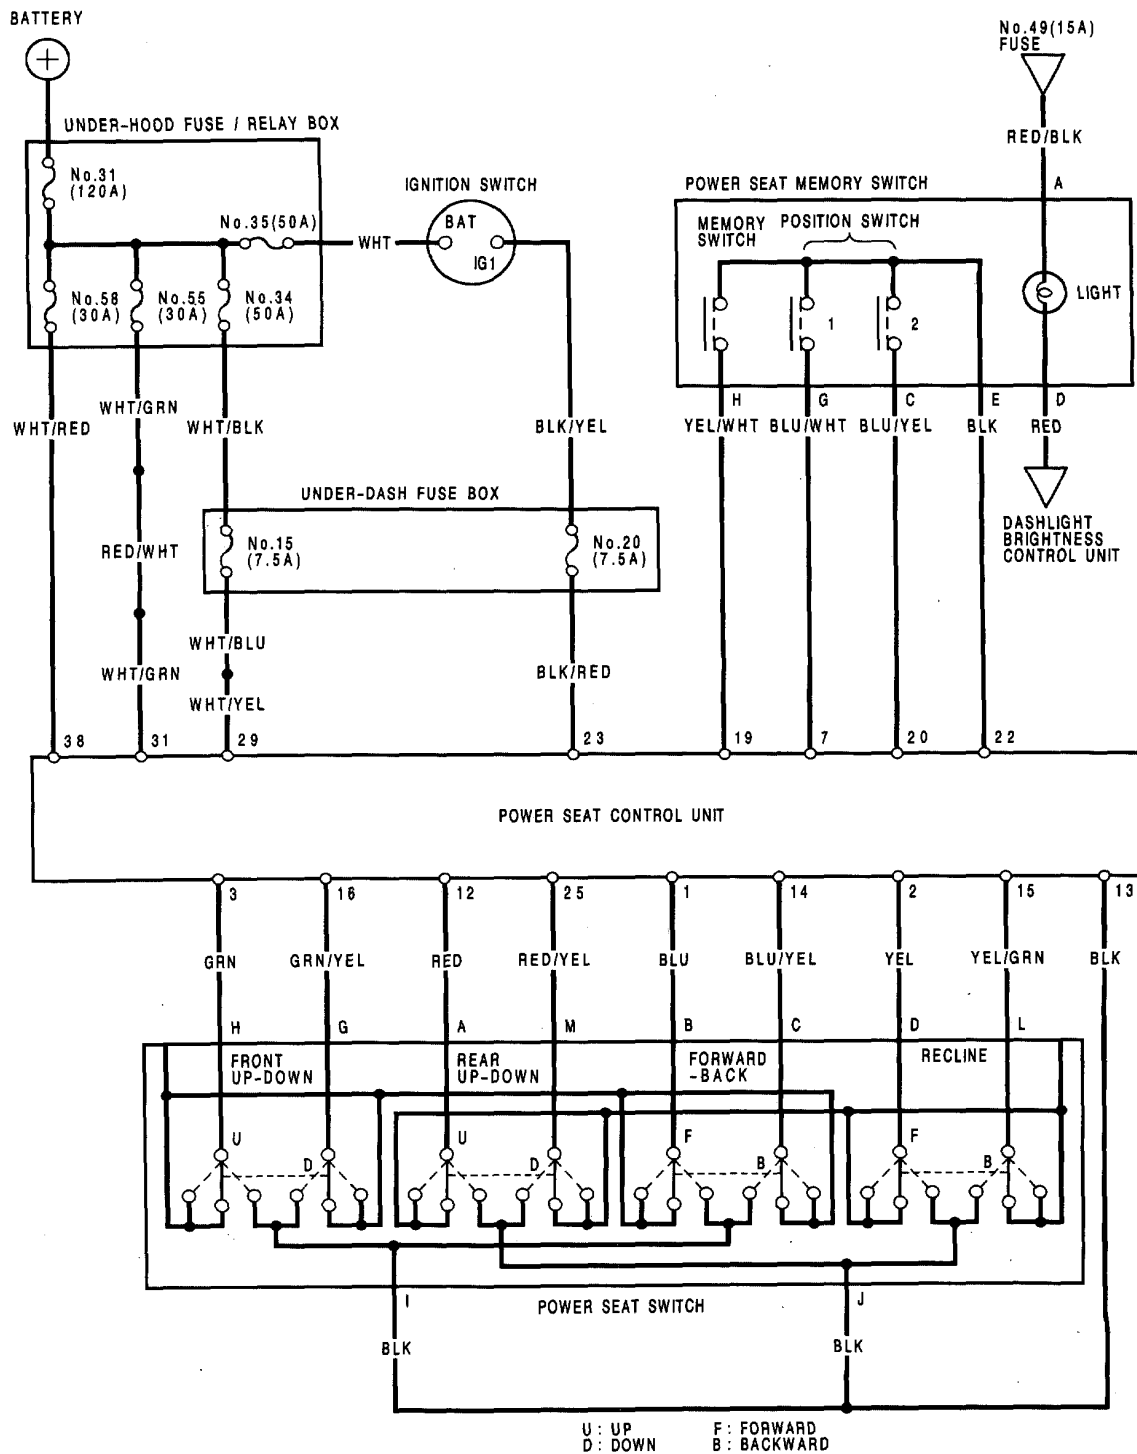 BATTERY
No.49(15A)
FUSE
UNDER-HOOD FUSE / RELAY BOX
RED/BLK
No.31
(120A)
IGNITION SWITCH
POWER SEAT MEMORY SWITCH
A
No.35(50A)
BAT
MEMORY
SWITCH
POSITION SWITCH
WHT
IG1
No.58
(30A)
No.55
(30A)
No.34
(50A)
LIGHT
1
2
H
G
C
E
D
WHT/RED
WHT/GRN
WHT/BLK
BLK/YEL
YEL/WHT
BLU/WHT
BLU/YEL
BLK
RED
UNDER-DASH FUSE BOX
DASHLIGHT
BRIGHTNESS
CONTROL UNIT
RED/WHT
No.15
(7.5A)
No.20
(7.5A)
WHT/BLU
WHT/GRN
BLK/RED
WHT/YEL
38
31
29
23
19
7
20
22
POWER SEAT CONTROL UNIT
3
16
12
25
1
14
2
15
13
GRN
GRN/YEL
RED
RED/YEL
BLU
BLU/YEL
YEL
YEL/GRN
BLK
H
G
A
M
B
C
D
L
FRONT
UP-DOWN
REAR
UP-DOWN
FORWARD
-BACK
RECLINE
U
D
U
D
F
B
F
B
I
POWER SEAT SWITCH
J
BLK
BLK
U : UP
F : FORWARD
D : DOWN
B : BACKWARD